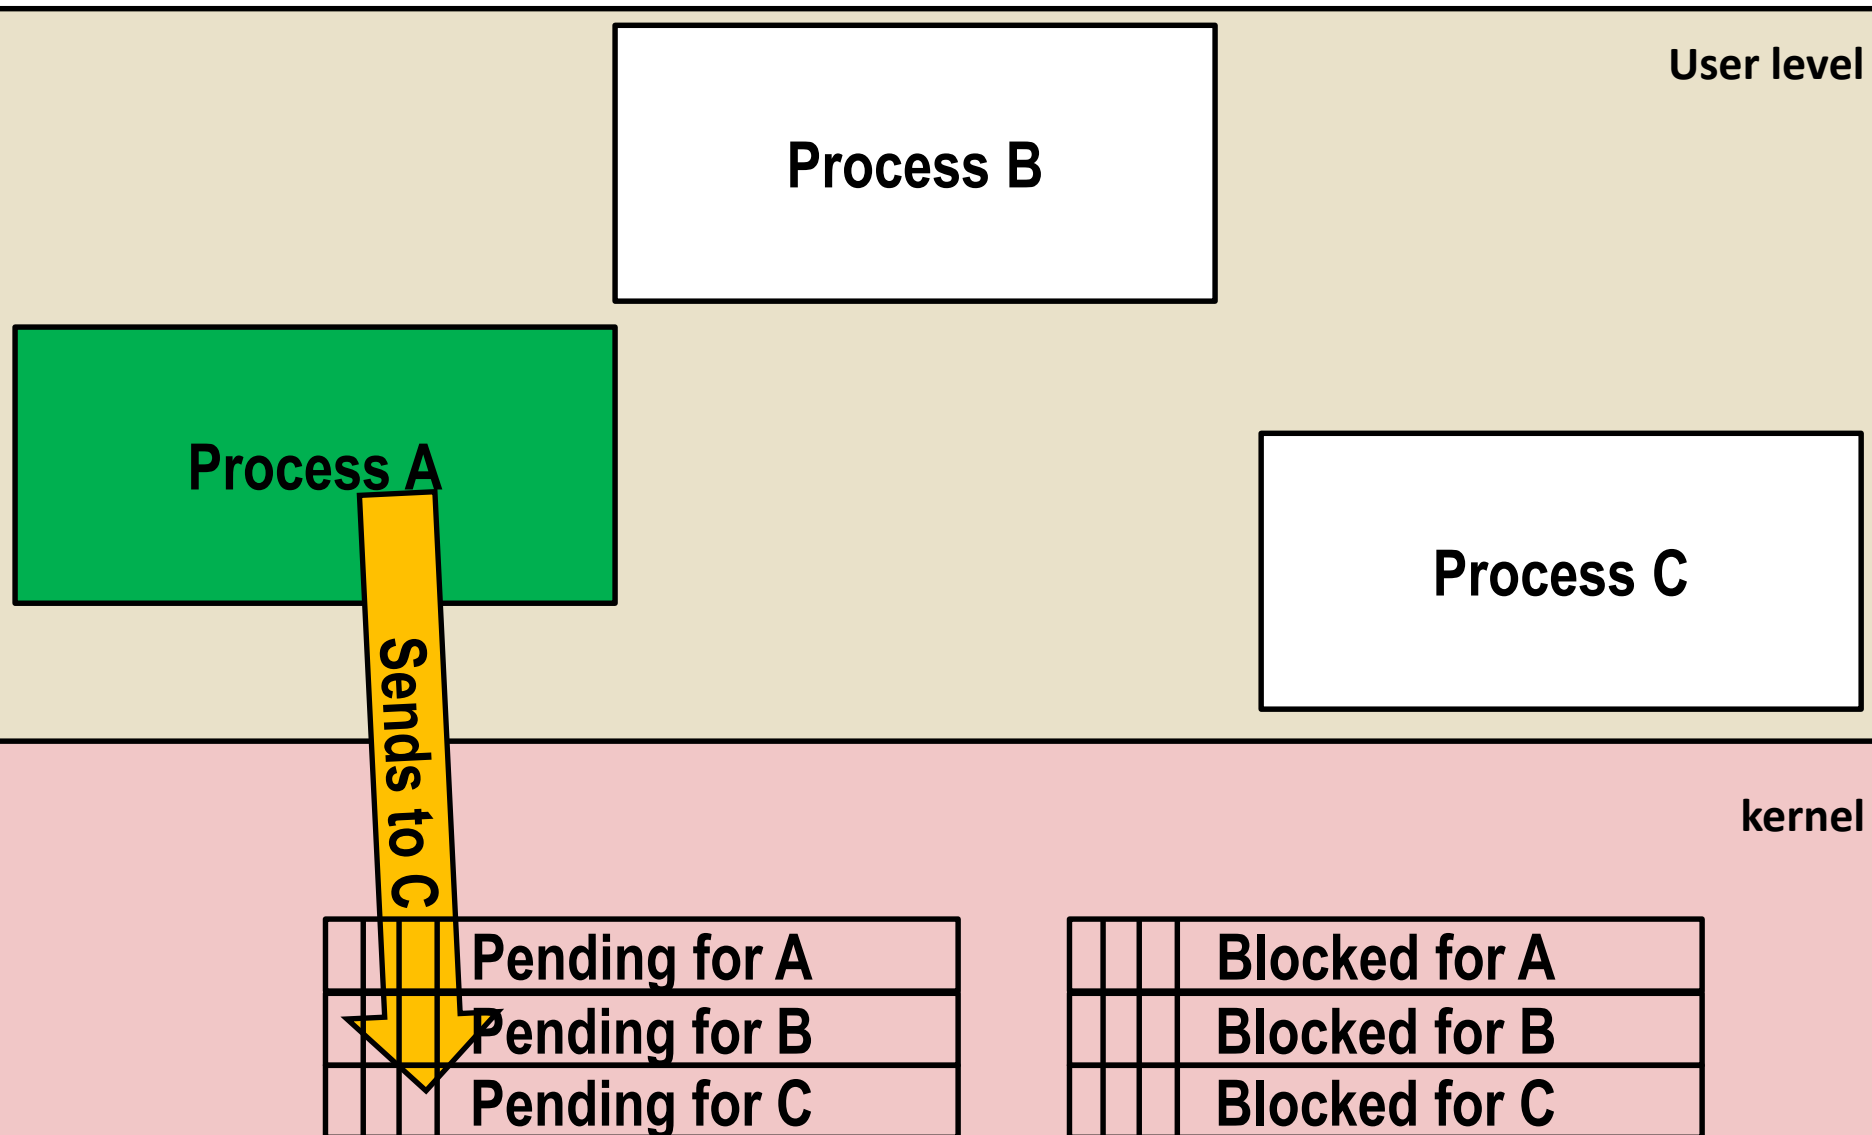 User level
Process B
Process A
Process C
Sends to C
kernel
Pending for A
Blocked for A
Pending for B
Blocked for B
Pending for C
Blocked for C